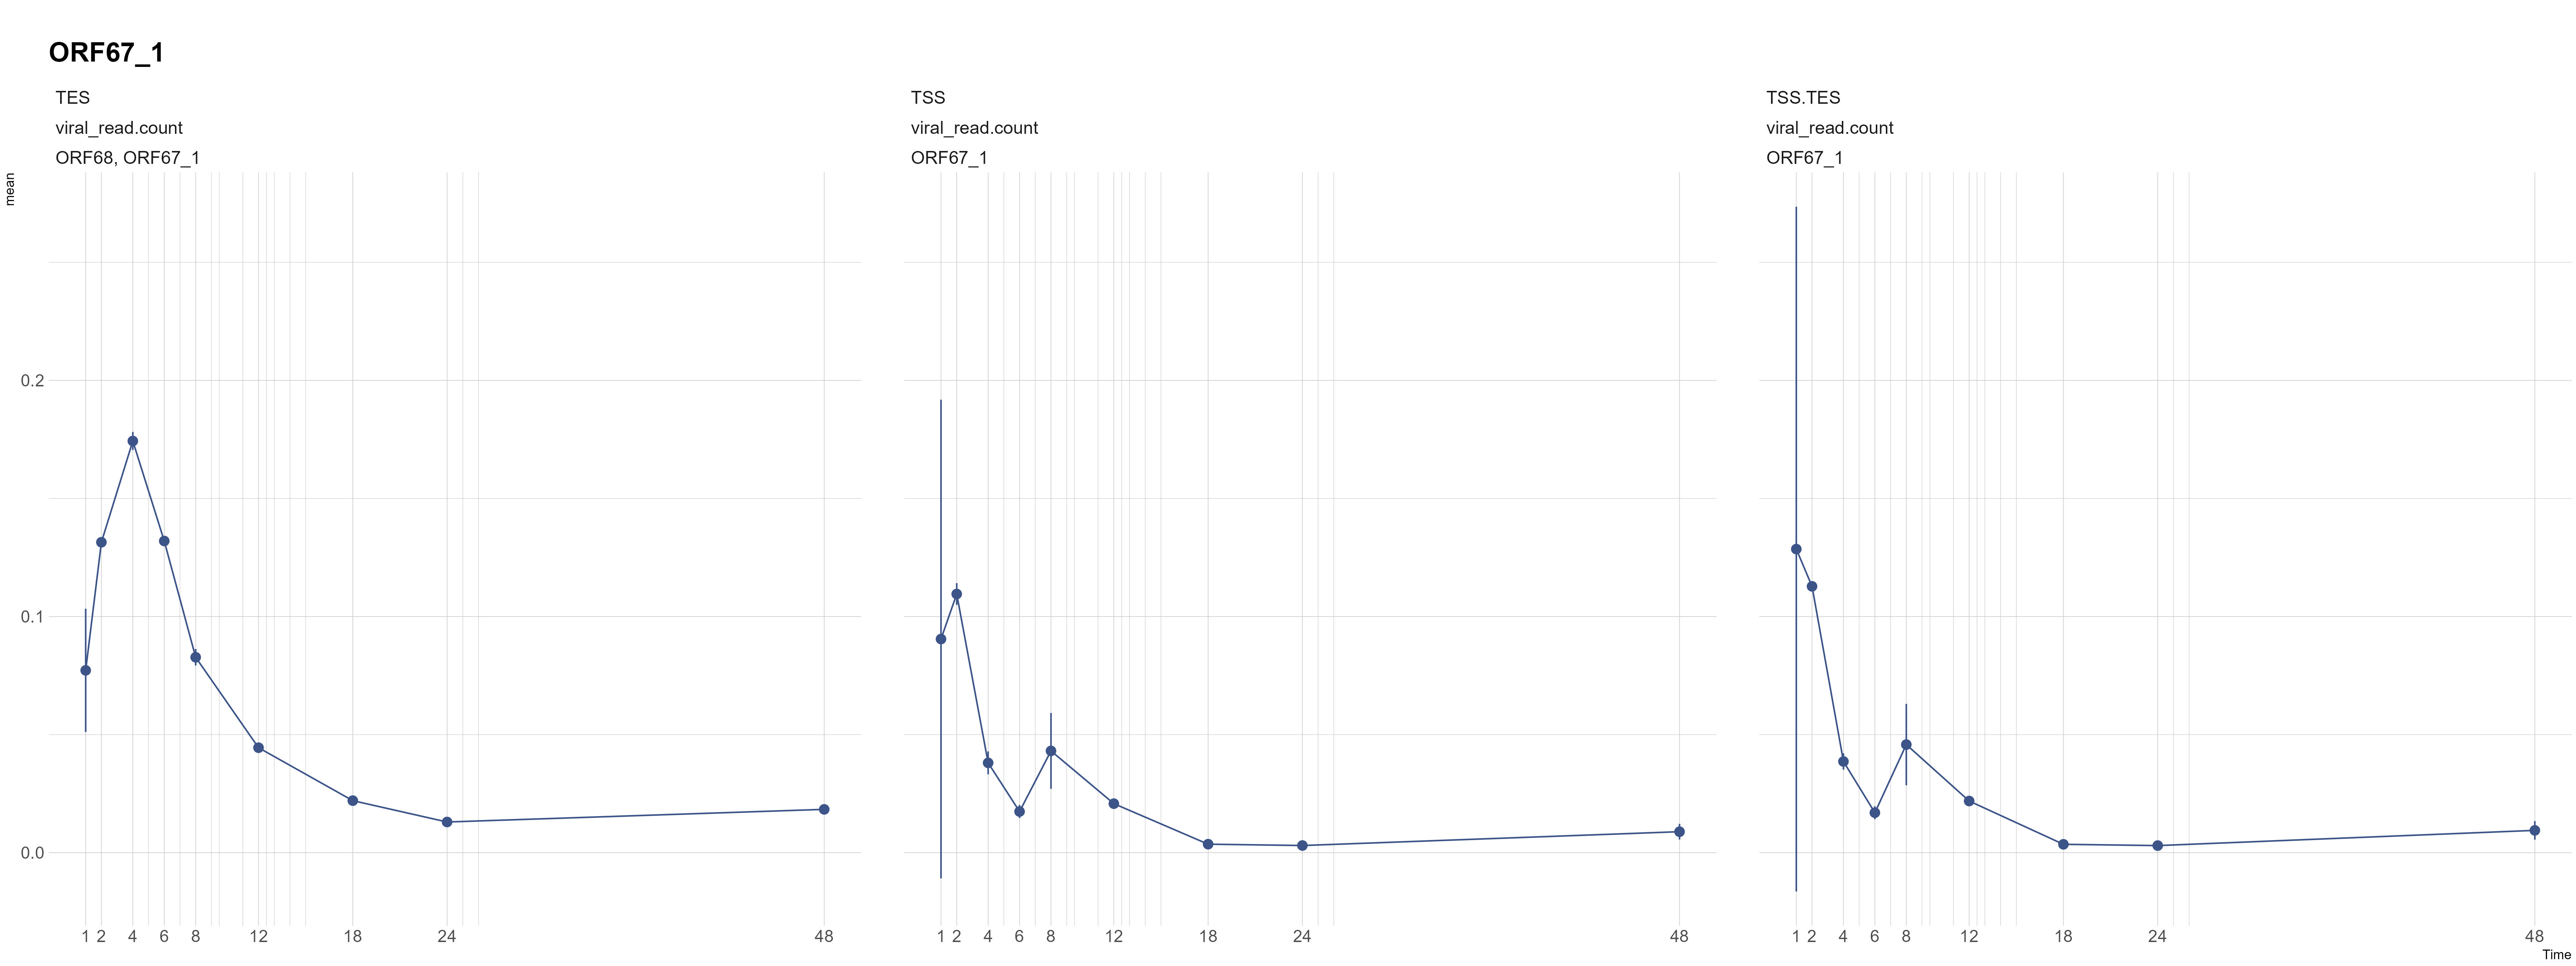 ORF67_1
TES
viral_read.count
ORF68, ORF67_1
TSS
viral_read.count
ORF67_1
TSS.TES
viral_read.count
ORF67_1
mean
0.2
0.1
0.0
1 2 4 6 8 12 18 24 48
1 2 4 6 8 12 18 24 48
1 2 4 6 8 12 18 24 48
Time